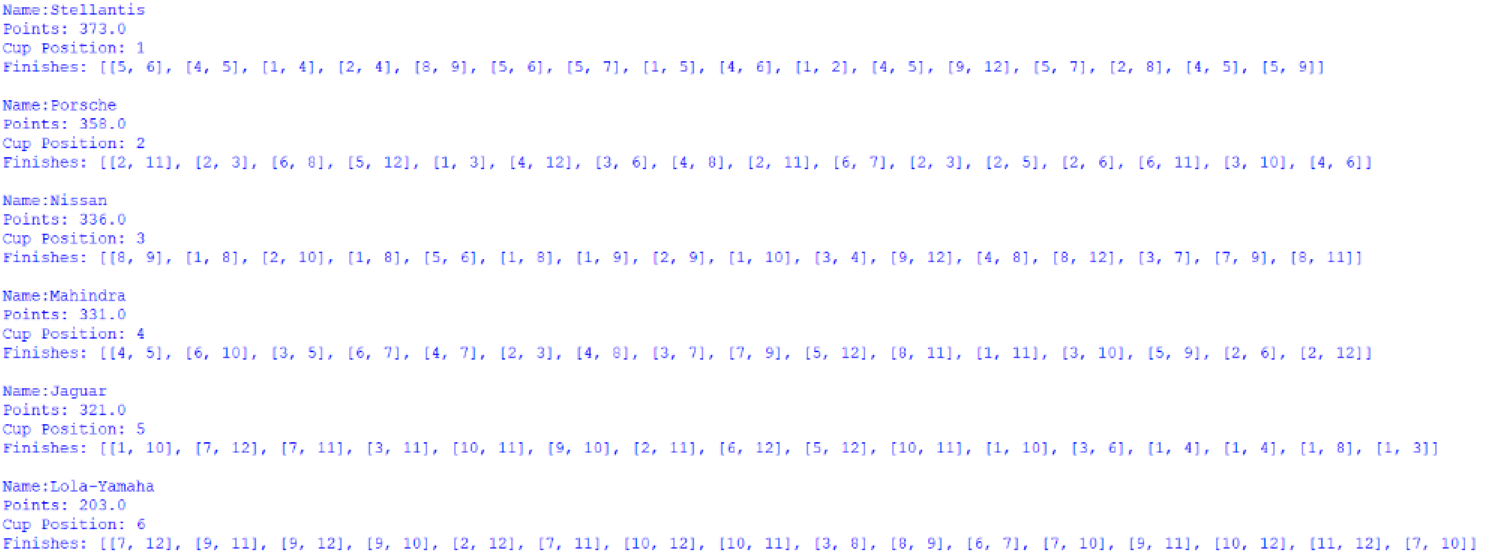 Name:Stellantis
Points: 373.0
Cup Position: 1
Finishes: [[5, 6], [4, 5], [1, 4], [2, 4], [8, 9], [5, 6], [5, 7], [1, 5], [4, 6], [1, 2], [4, 5], [9, 12], [5, 7], [2, 8], [4, 5], [5, 9]]
Name:Porsche
Points: 358.0
Cup Position: 2
Finishes: [[2, 11], [2, 3], [6, 8], [5, 12], [1, 3], [4, 12], [3, 6], [4, 8], [2, 11], [6, 7], [2, 3], [2, 5], [2, 6], [6, 11], [3, 10], [4, 6]]
Name:Nissan
Points: 336.0
Cup Position: 3
Finishes: [[8, 9], [1, 8], [2, 10], [1, 8], [5, 6], [1, 8], [1, 9], [2, 9], [1, 10], [3, 4], [9, 12], [4, 8], [8, 12], [3, 7], [7, 9], [8, 11]]
Name:Mahindra
Points: 331.0
Cup Position: 4
Finishes: [[4, 5], [6, 10], [3, 5], [6, 7], [4, 7], [2, 3], [4, 8], [3, 7], [7, 9], [5, 12], [8, 11], [1, 11], [3, 10], [5, 9], [2, 6], [2, 12]]
Name:Jaguar
Points: 321.0
Cup Position: 5
Finishes: [[1, 10], [7, 12], [7, 11], [3, 11], [10, 11], [9, 10], [2, 11], [6, 12], [5, 12], [10, 11], [1, 10], [3, 6], [1, 4], [1, 4], [1, 8], [1, 3]]
Name:Lola-Yamaha
Points: 203.0
Cup Position: 6
Finishes: [[7, 12], [9, 11], [9, 12], [9, 10], [2, 12], [7, 11], [10, 12], [10, 11], [3, 8], [8, 9], [6, 7], [7, 10], [9, 11], [10, 12], [11, 12], [7, 10]]